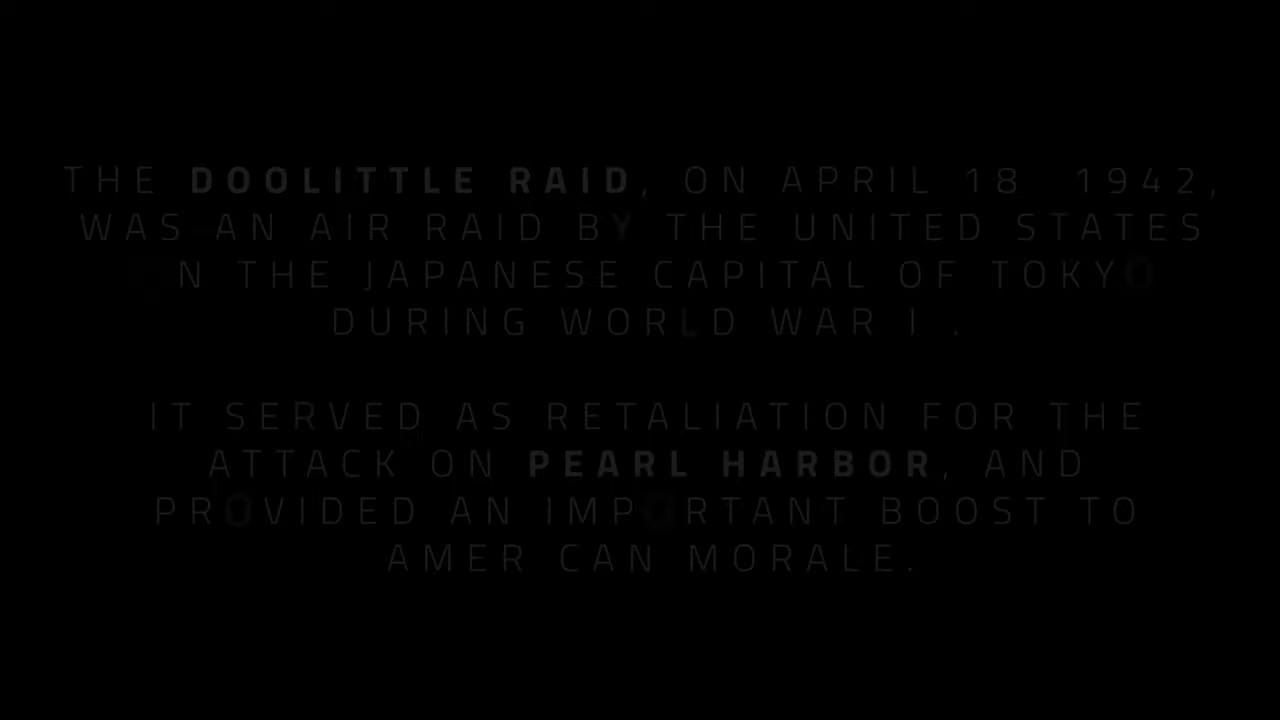 THE DOOLITTLE RAID, ON APRIL 18 1942,
WAS AN AIR RAID BY THE UNITED STATES
N THE JAPANESE CAPITAL OF TOKYO
DURING WORLD WAR I .
IT SERVED AS RETALIATION FOR THE
ATTACK ON PEARL HARBOR, AND
PROVIDED AN IMPORTANT BOOST TO
AMER CAN MORALE.